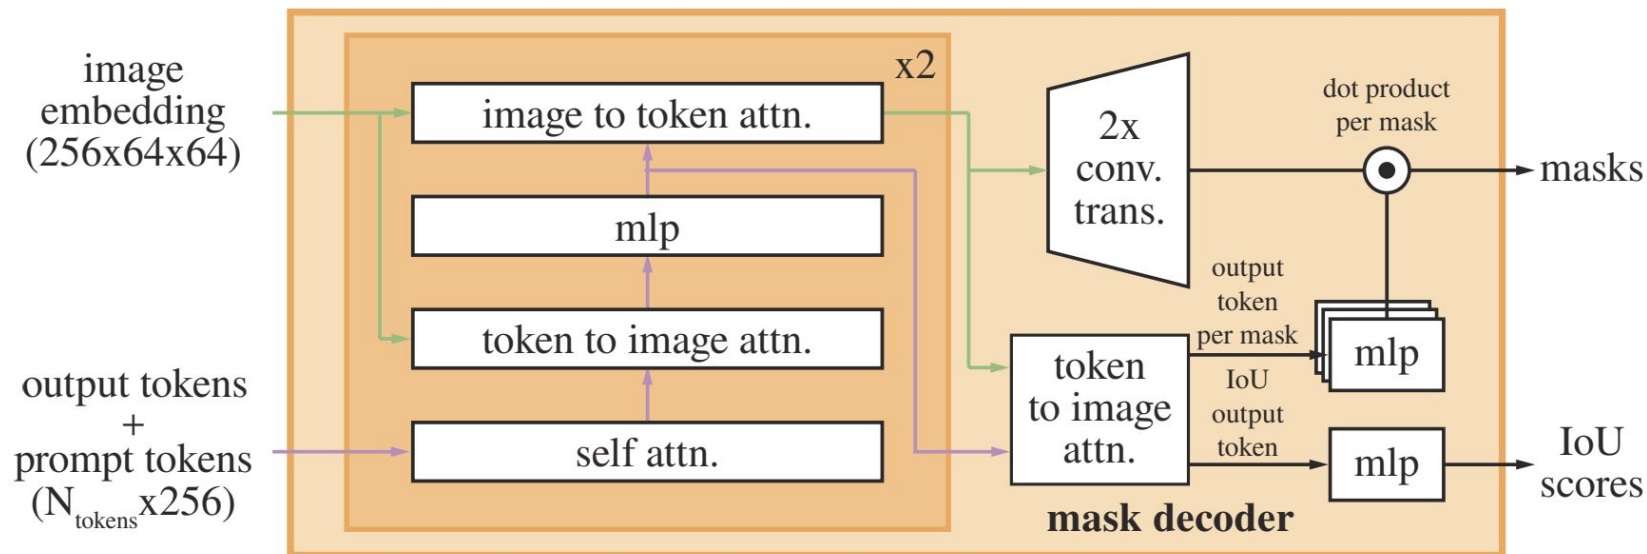 image
embedding
(256x64x64)
output tokens
+
prompt tokens
(N_tokens x256)
x2
image to token attn.
mlp
token to image attn.
self attn.
2x
conv.
trans.
dot product
per mask
masks
token
to image
attn.
output
token
per mask
mlp
IoU
output
token
mlp
IoU
scores
mask decoder